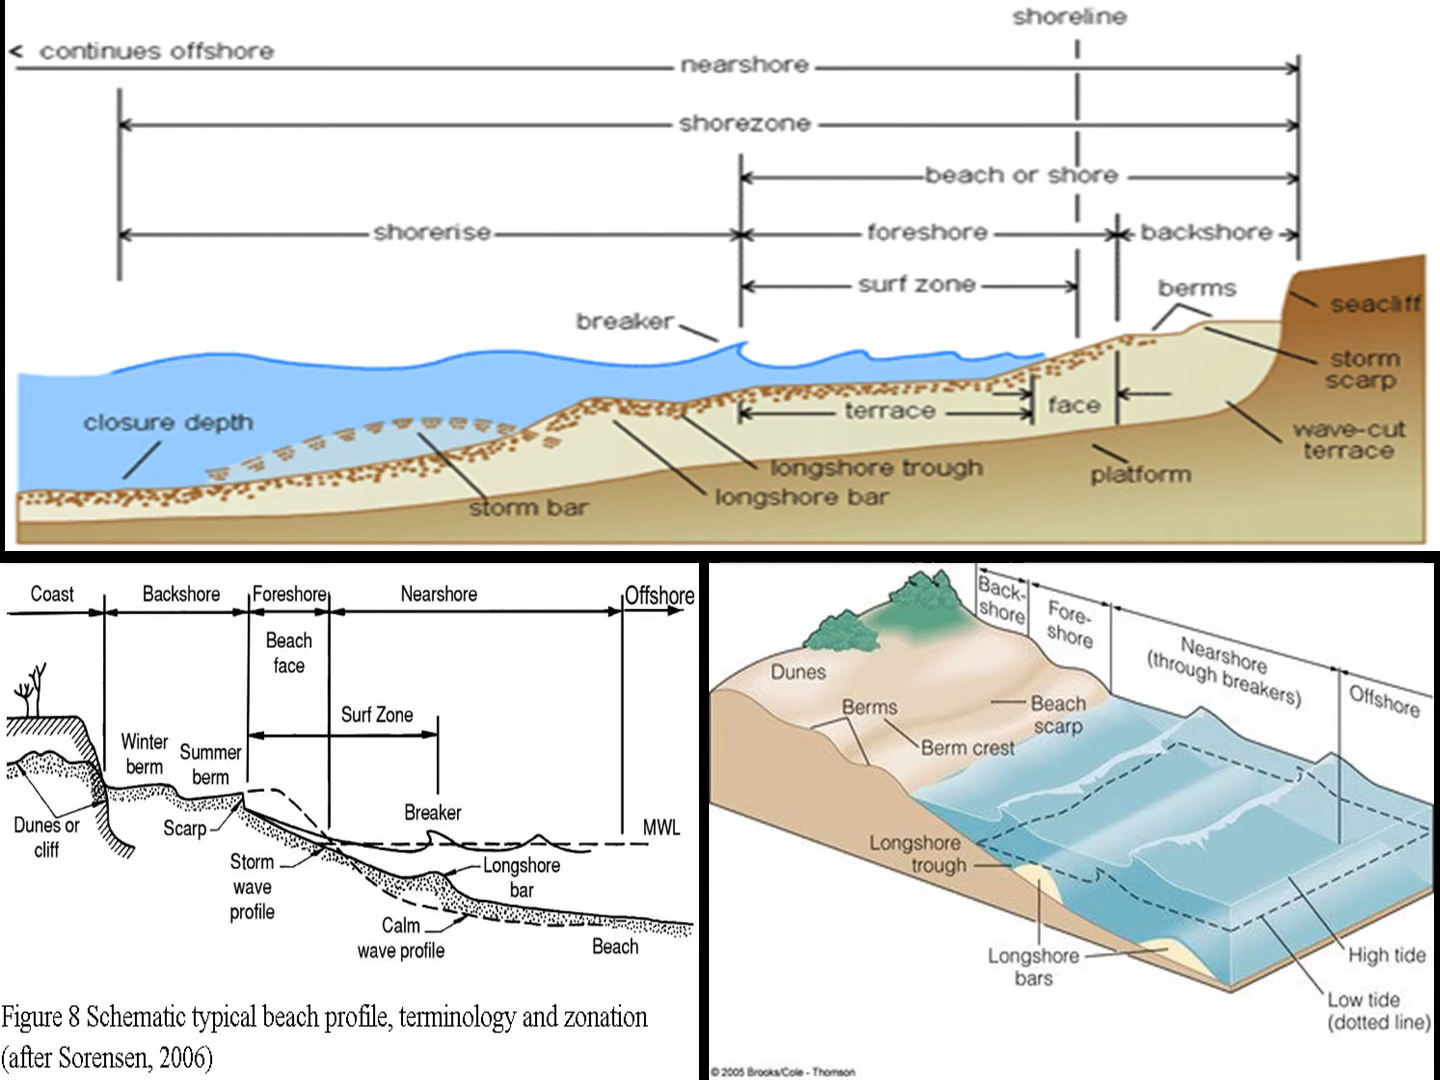 shoreline
< continues offshore
nearshore
shorezone
beach or shore
shorerise
foreshore
backshore
surf zone
berms
breaker
seacliff
storm
scarp
closure depth
terrace
face
wave-cut
terrace
longshore trough
platform
longshore bar
storm bar
Coast
Backshore
Foreshore
Nearshore
Offshore
Beach
face
Surf Zone
Winter
berm
Summer
berm
Breaker
Dunes or
cliff
Scarp
MWL
Storm
wave
profile
Longshore
bar
Calm
wave profile
Beach
Figure 8 Schematic typical beach profile, terminology and zonation
(after Sorensen, 2006)
Back-
shore
Fore-
shore
Nearshore
(through breakers)
Offshore
Dunes
Berms
Beach
scarp
Berm crest
Longshore
trough
Longshore
bars
High tide
Low tide
(dotted line)
© 2005 Brooks/Cole - Thomson